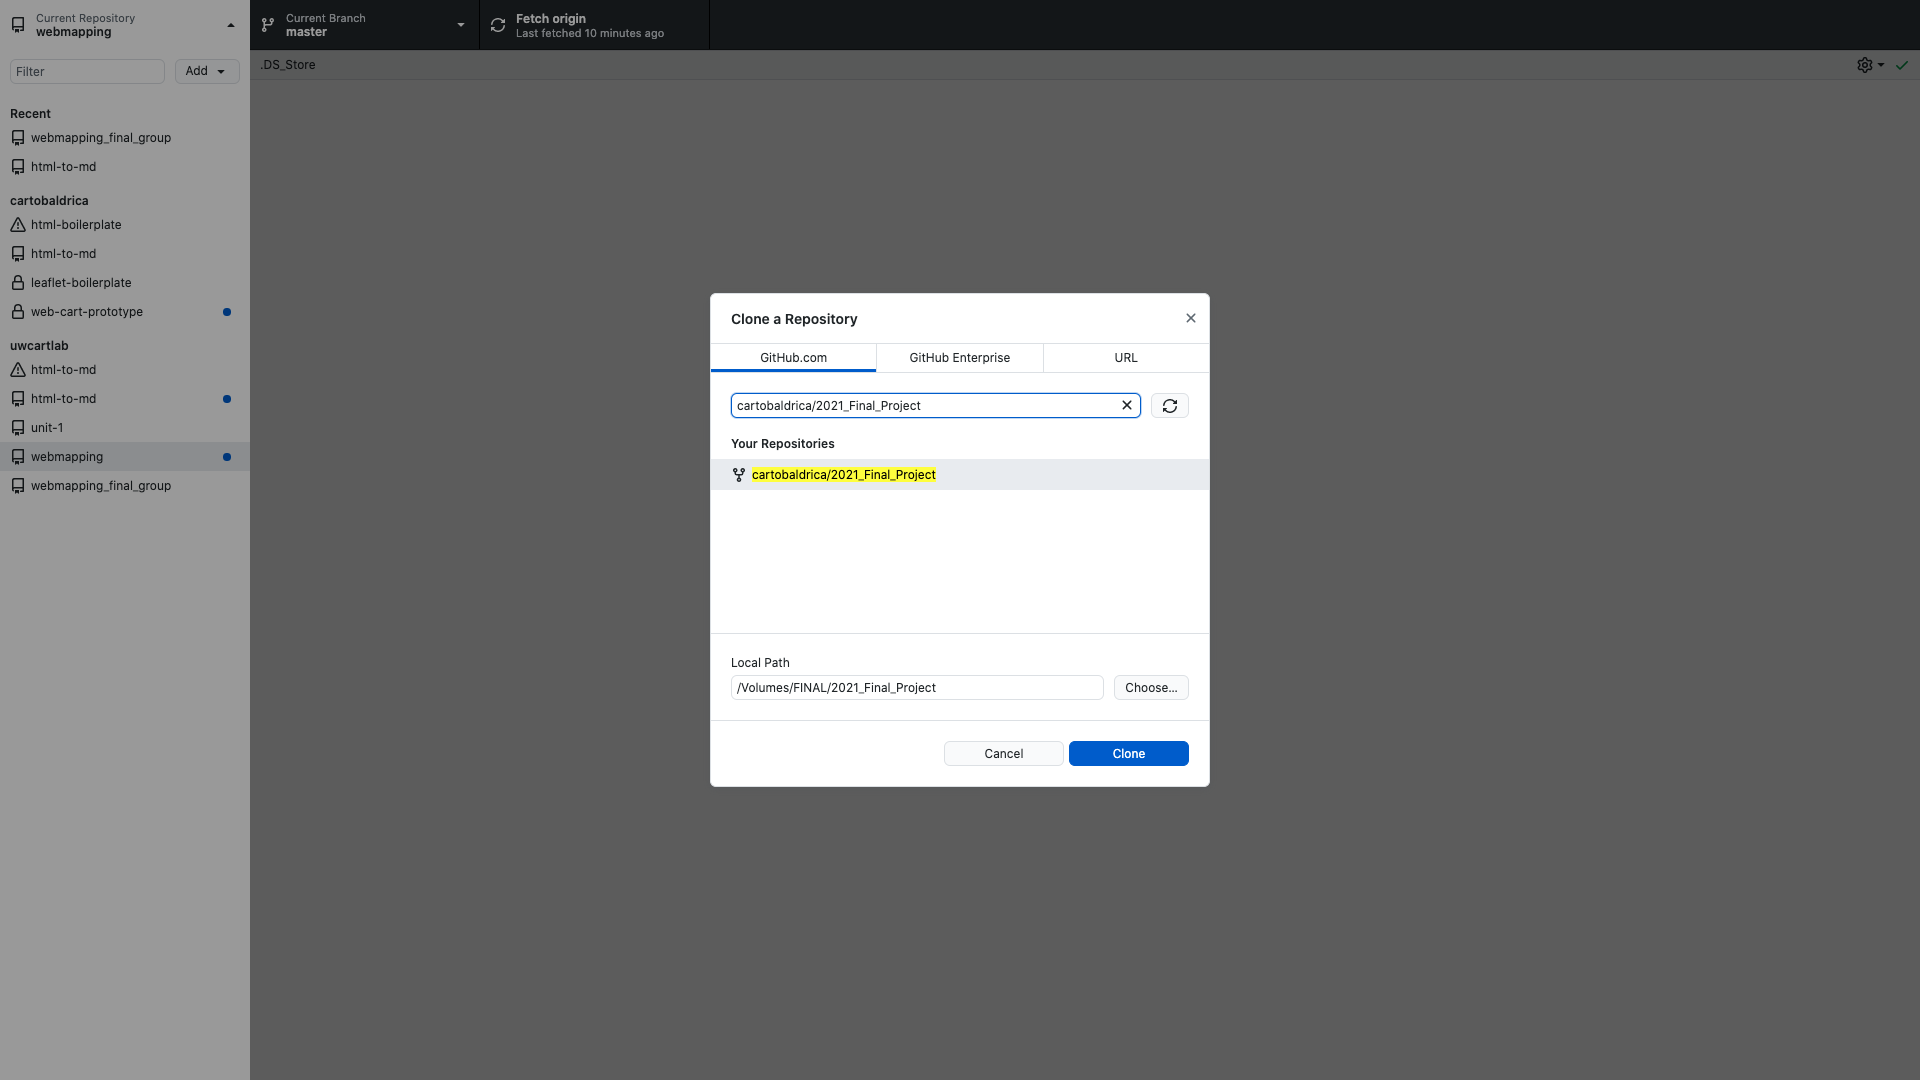 Current Repository
webmapping
Current Branch
master
Fetch origin
Last fetched 10 minutes ago
Filter
Add
.DS_Store
Recent
webmapping_final_group
html-to-md
cartobaldrica
html-boilerplate
html-to-md
leaflet-boilerplate
web-cart-prototype
uwcartlab
html-to-md
html-to-md
unit-1
webmapping
webmapping_final_group
Clone a Repository
GitHub.com
GitHub Enterprise
URL
cartobaldrica/2021_Final_Project
Your Repositories
cartobaldrica/2021_Final_Project
Local Path
/Volumes/FINAL/2021_Final_Project
Choose...
Cancel
Clone